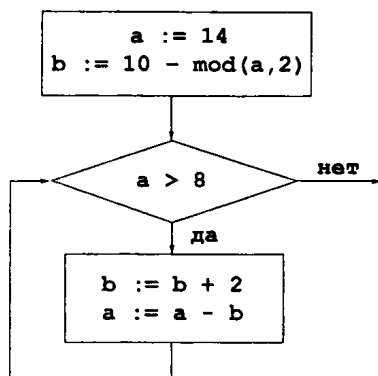 a := 14
b := 10 - mod(a,2)
a > 8
нет
да
b := b + 2
a := a - b